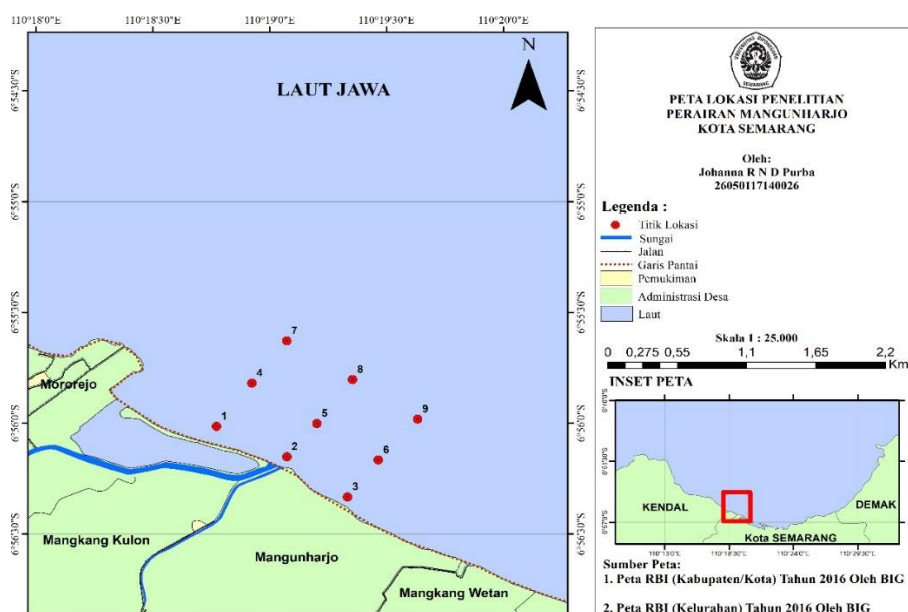 110°18'0"E 110°18'30"E 110°19'0"E 110°19'30"E 110°20'0"E
6°54'30"S
6°55'0"S
6°55'30"S
6°56'0"S
6°56'30"S
N
LAUT JAWA
7
8
4
9
5
1
6
2
3
Mororejo
Mangkang Kulon
Mangunharjo
Mangkang Wetan
SEMARANG
PETA LOKASI PENELITIAN
PERAIRAN MANGUNHARJO
KOTA SEMARANG
Oleh:
Johanna R N D Purba
26050117140026
Legenda :
Titik Lokasi
Sungai
Jalan
Garis Pantai
Pemukiman
Administrasi Desa
Laut
Skala 1 : 25.000
0 0,275 0,55 1,1 1,65 2,2
Km
INSET PETA
KENDAL
DEMAK
Kota SEMARANG
Sumber Peta:
1. Peta RBI (Kabupaten/Kota) Tahun 2016 Oleh BIG
2. Peta RBI (Kelurahan) Tahun 2016 Oleh BIG